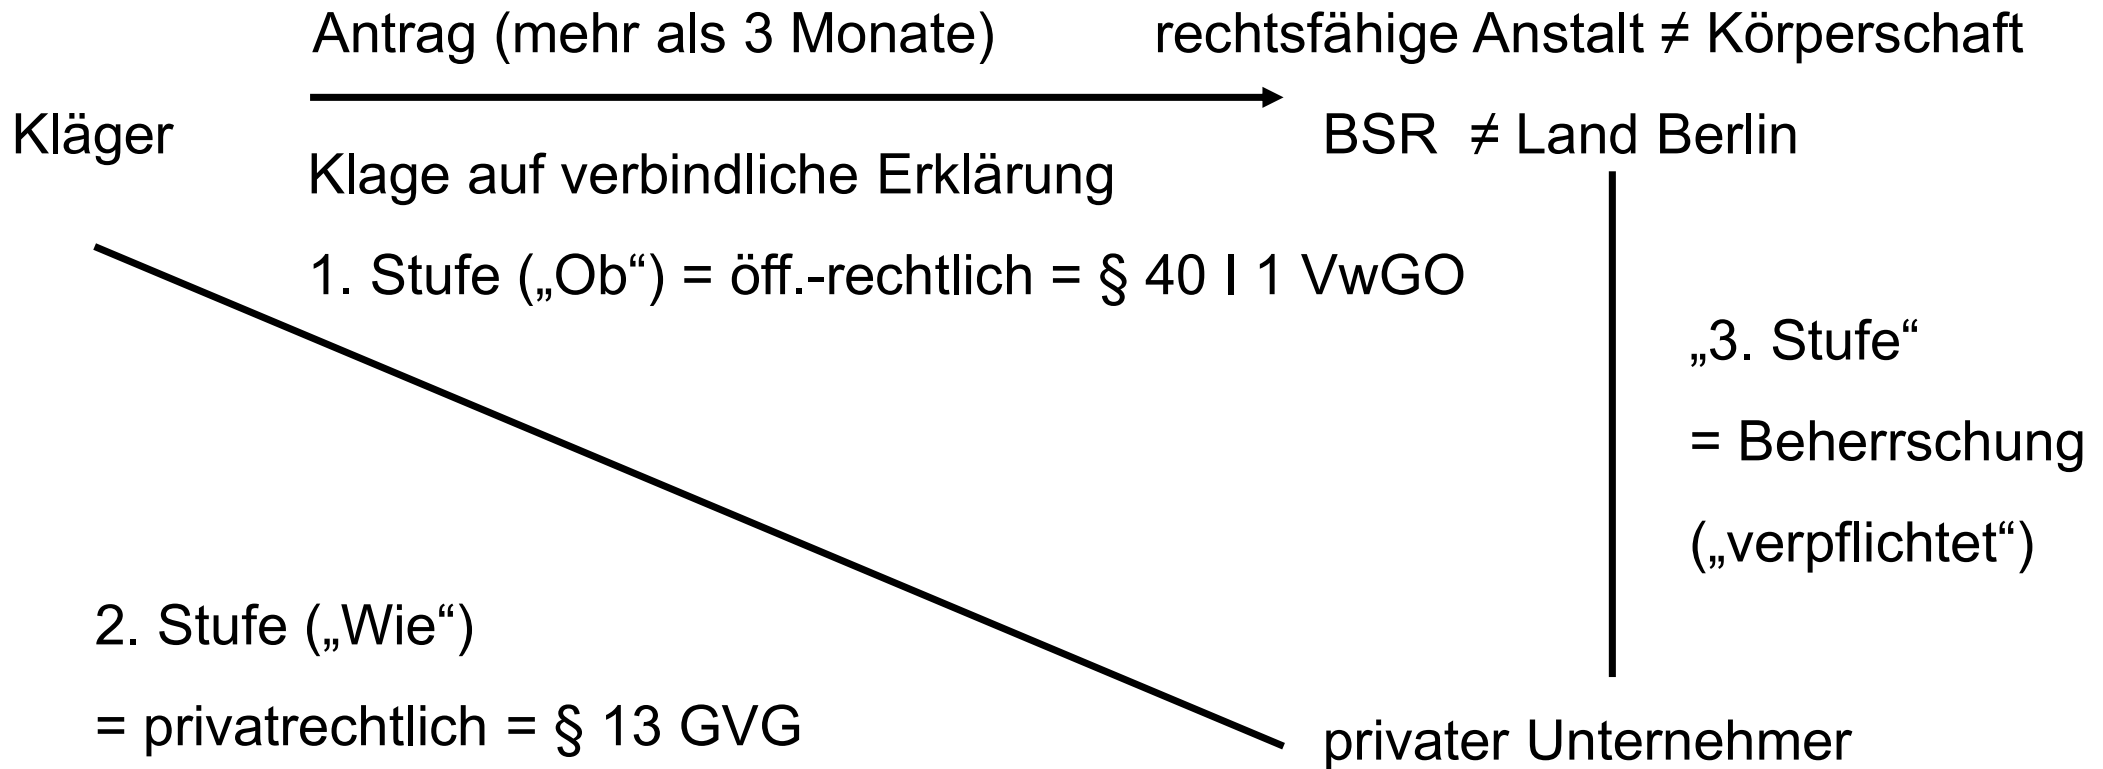 Antrag (mehr als 3 Monate)
rechtsfähige Anstalt ≠ Körperschaft
Kläger
BSR ≠ Land Berlin
Klage auf verbindliche Erklärung
1. Stufe („Ob“) = öff.-rechtlich = § 40 I 1 VwGO
„3. Stufe“
= Beherrschung
(„verpflichtet“)
2. Stufe („Wie“)
= privatrechtlich = § 13 GVG
privater Unternehmer